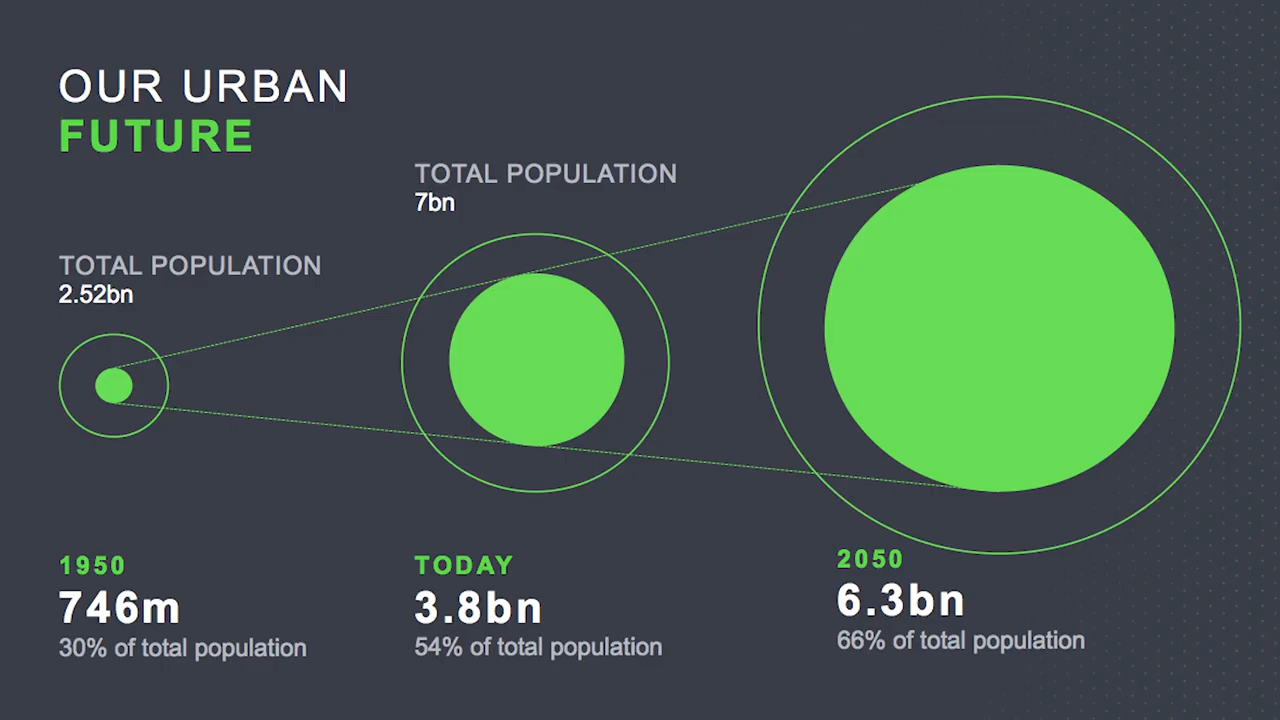 OUR URBAN
FUTURE
TOTAL POPULATION
2.52bn
TOTAL POPULATION
7bn
1950
746m
30% of total population
TODAY
3.8bn
54% of total population
2050
6.3bn
66% of total population